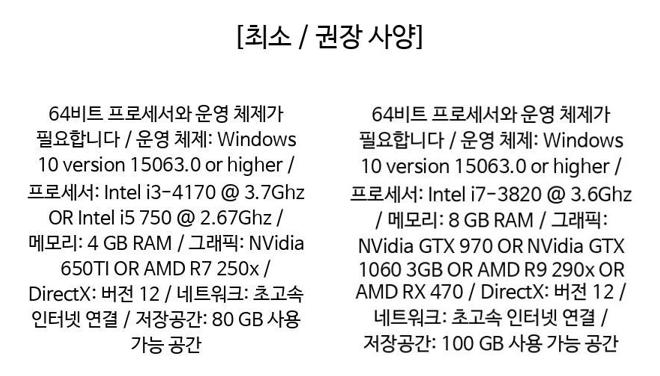 [최소 / 권장 사양]
64비트 프로세서와 운영 체제가
필요합니다 / 운영 체제: Windows
10 version 15063.0 or higher /
프로세서: Intel i3-4170 @ 3.7Ghz
OR Intel i5 750 @ 2.67Ghz /
메모리: 4 GB RAM / 그래픽: NVidia
650TI OR AMD R7 250x /
DirectX: 버전 12 / 네트워크: 초고속
인터넷 연결 / 저장공간: 80 GB 사용
가능 공간
64비트 프로세서와 운영 체제가
필요합니다 / 운영 체제: Windows
10 version 15063.0 or higher /
프로세서: Intel i7-3820 @ 3.6Ghz
/ 메모리: 8 GB RAM / 그래픽:
NVidia GTX 970 OR NVidia GTX
1060 3GB OR AMD R9 290x OR
AMD RX 470 / DirectX: 버전 12 /
네트워크: 초고속 인터넷 연결 /
저장공간: 100 GB 사용 가능 공간